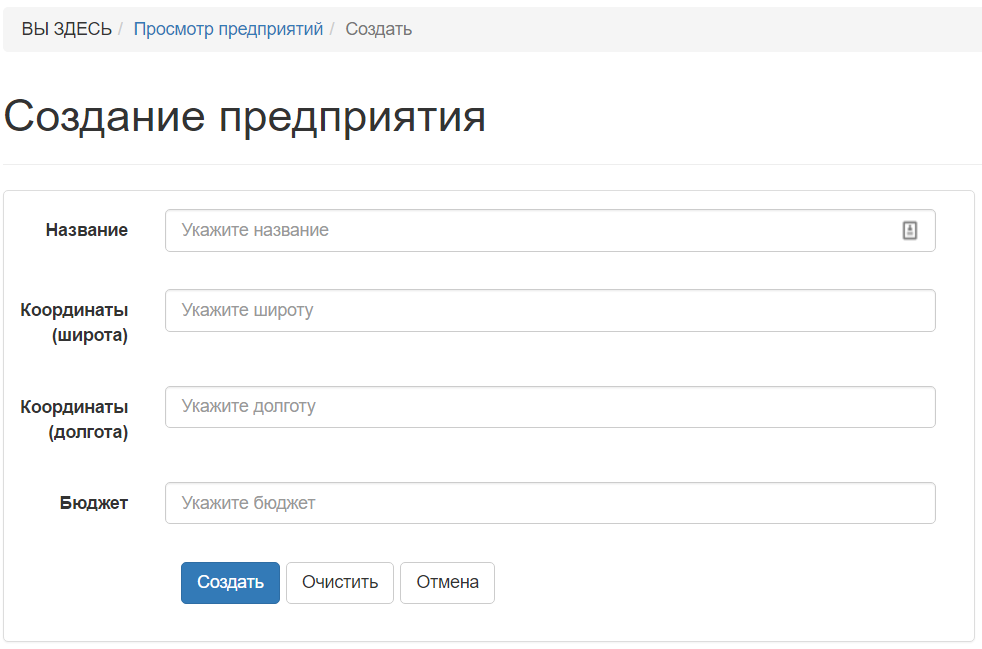 ВЫ ЗДЕСЬ / Просмотр предприятий / Создать
Создание предприятия
Название Укажите название
Координаты (широта) Укажите широту
Координаты (долгота) Укажите долготу
Бюджет Укажите бюджет
Создать Очистить Отмена